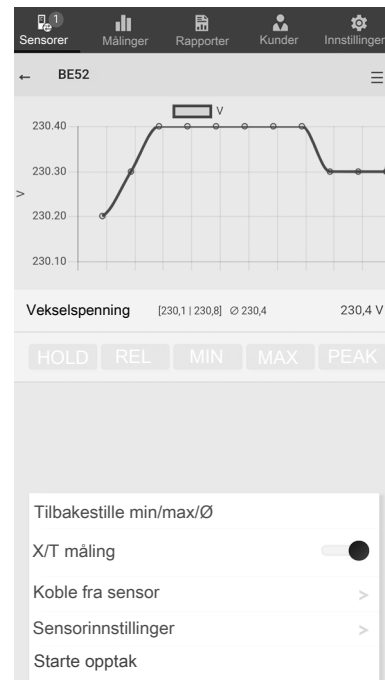 1
Sensorer Målinger Rapporter Kunder Innstillinger
← BE52
V
230.40
230.30
V
230.20
230.10
Vekselspenning [230,1 | 230,8] Ø 230,4 230,4 V
HOLD REL MIN MAX PEAK
Tilbakestille min/max/Ø
X/T måling
Koble fra sensor >
Sensorinnstillinger >
Starte opptak